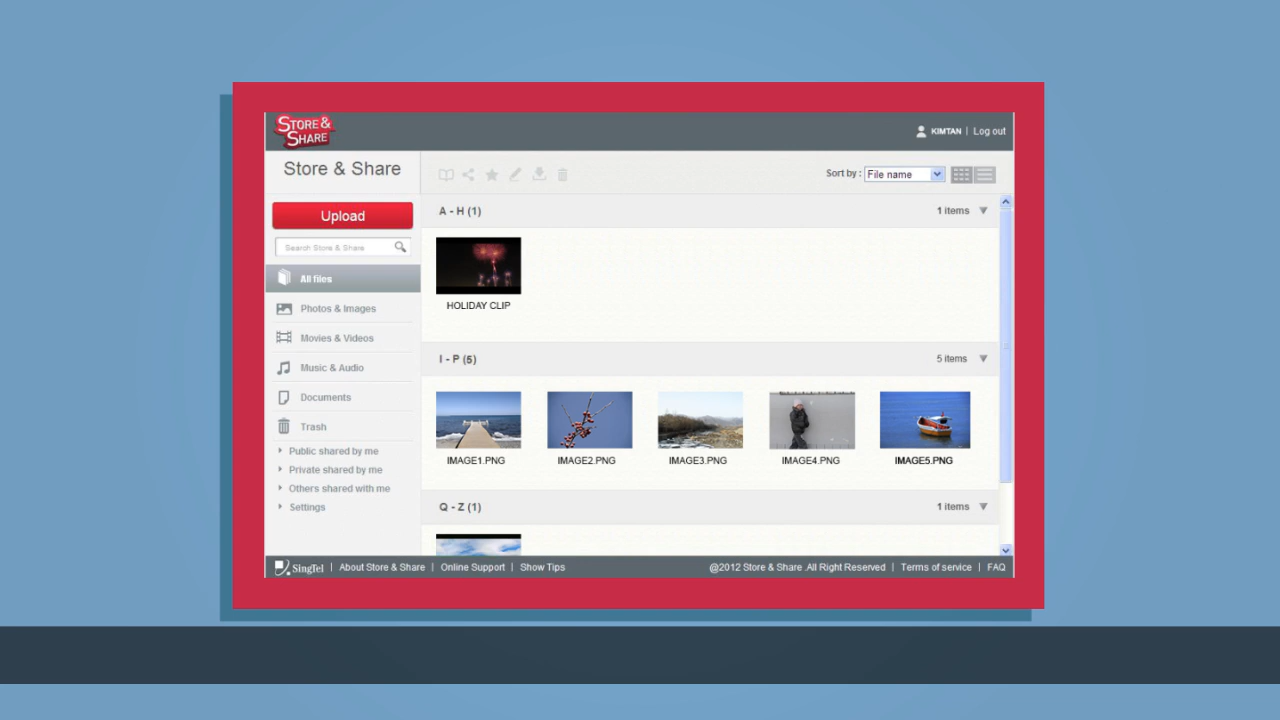 STORE &
SHARE
KIMTAN | Log out
Store & Share
Sort by : File name
Upload
Search Store & Share
All files
Photos & Images
Movies & Videos
Music & Audio
Documents
Trash
Public shared by me
Private shared by me
Others shared with me
Settings
A - H (1) 1 items
HOLIDAY CLIP
I - P (5) 5 items
IMAGE1.PNG IMAGE2.PNG IMAGE3.PNG IMAGE4.PNG IMAGE5.PNG
Q - Z (1) 1 items
SingTel | About Store & Share | Online Support | Show Tips @2012 Store & Share .All Right Reserved | Terms of service | FAQ